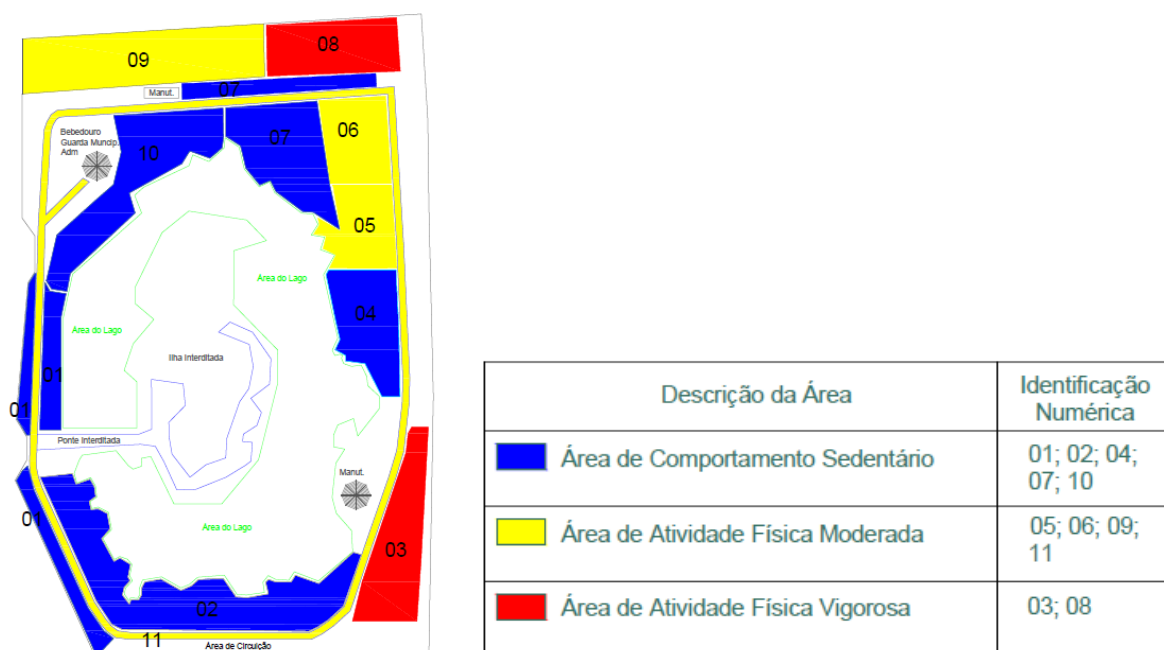 09
08
07
Manut.
06
Bebedouro
Guarda Muncip.
Adm
07
10
05
Área do Lago
04
Área do Lago
Ilha Interditada
01
01
Ponte Interditada
Manut.
01
Área do Lago
03
02
11
Área de Circuição
Descrição da Área
Identificação
Numérica
Área de Comportamento Sedentário
01; 02; 04;
07; 10
Área de Atividade Física Moderada
05; 06; 09;
11
Área de Atividade Física Vigorosa
03; 08